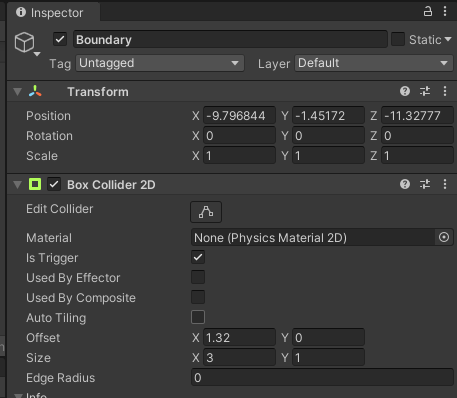 Inspector
Boundary Static
Tag Untagged Layer Default
Transform
Position X -9.796844 Y -1.45172 Z -11.32777
Rotation X 0 Y 0 Z 0
Scale X 1 Y 1 Z 1
Box Collider 2D
Edit Collider
Material None (Physics Material 2D)
Is Trigger
Used By Effector
Used By Composite
Auto Tiling
Offset X 1.32 Y 0
Size X 3 Y 1
Edge Radius 0
Info